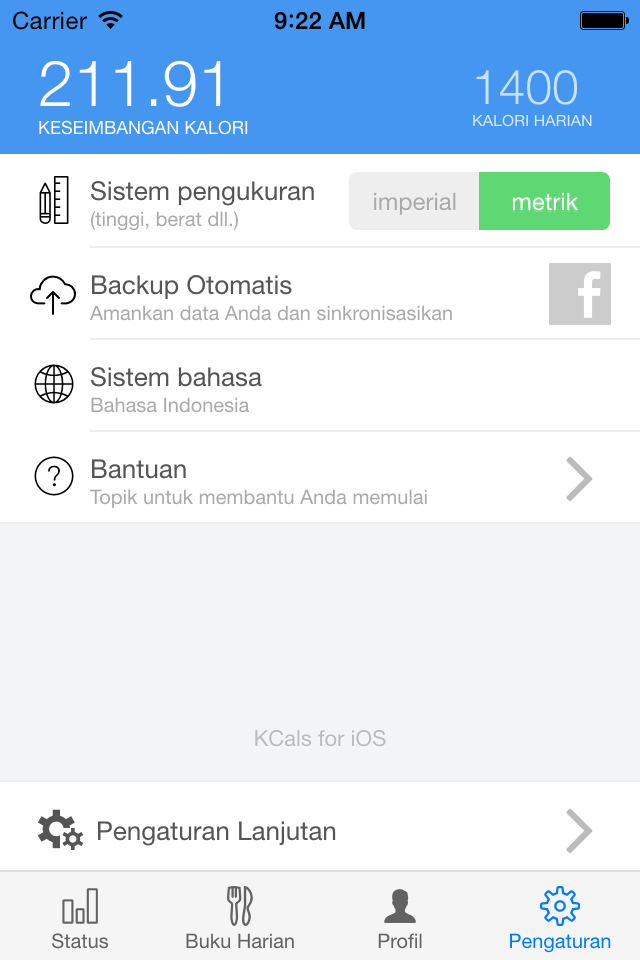 Carrier 9:22 AM
211.91 1400
KESEIMBANGAN KALORI KALORI HARIAN
Sistem pengukuran imperial metrik
(tinggi, berat dll.)
Backup Otomatis
Amankan data Anda dan sinkronisasikan
f
Sistem bahasa
Bahasa Indonesia
?
Bantuan
Topik untuk membantu Anda memulai
KCals for iOS
Pengaturan Lanjutan
Status Buku Harian Profil Pengaturan